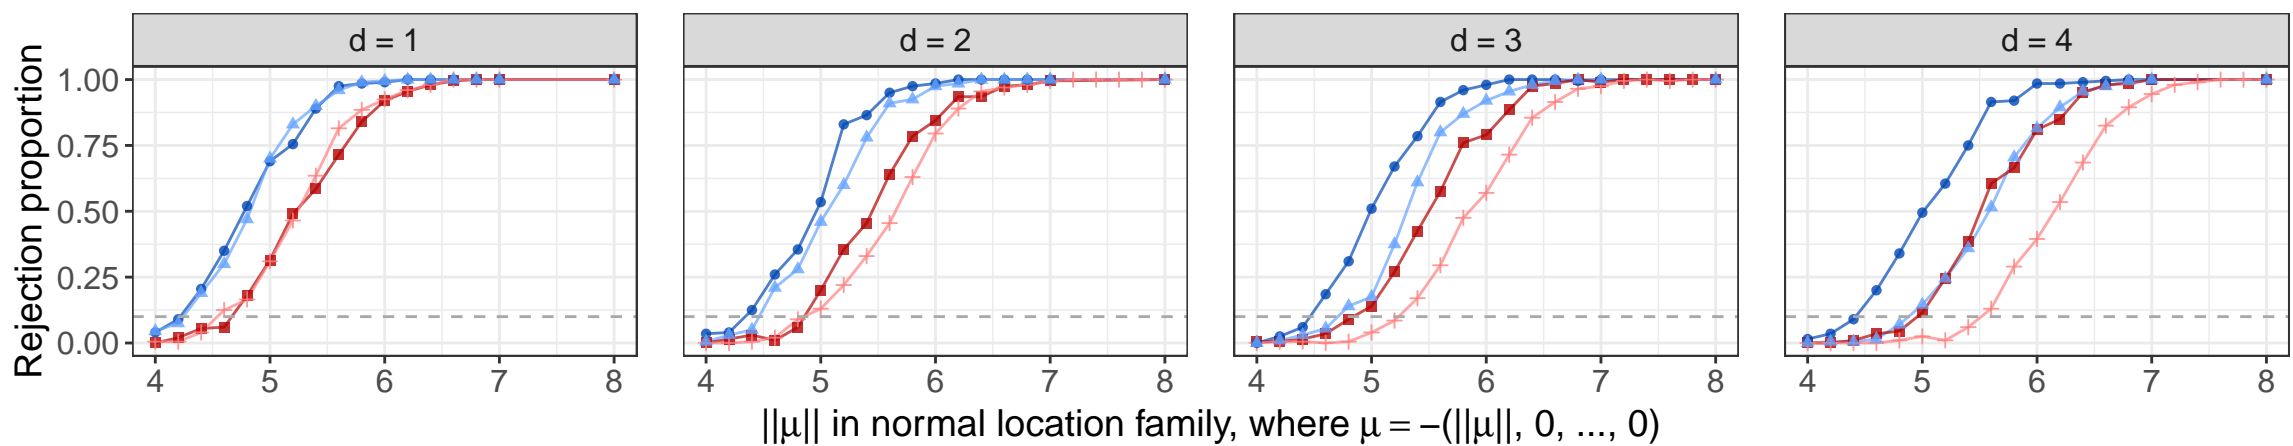 d = 1
d = 2
d = 3
d = 4
Rejection proportion
1.00
0.75
0.50
0.25
0.00
4 5 6 7 8
4 5 6 7 8
4 5 6 7 8
4 5 6 7 8
||μ|| in normal location family, where μ = −(||μ||, 0, ..., 0)